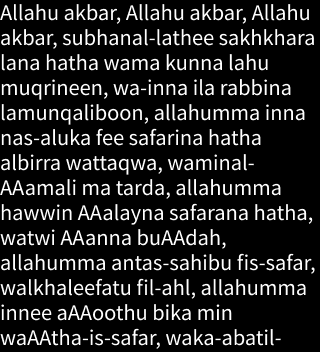 Allahu akbar, Allahu akbar, Allahu
akbar, subhanal-lathee sakhkhara
lana hatha wama kunna lahu
muqrineen, wa-inna ila rabbina
lamunqaliboon, allahumma inna
nas-aluka fee safarina hatha
albirra wattaqwa, waminal-
AAamali ma tarda, allahumma
hawwin AAalayna safarana hatha,
watwi AAanna buAAdah,
allahumma antas-sahibu fis-safar,
walkhaleefatu fil-ahl, allahumma
innee aAAoothu bika min
waAAtha-is-safar, waka-abatil-